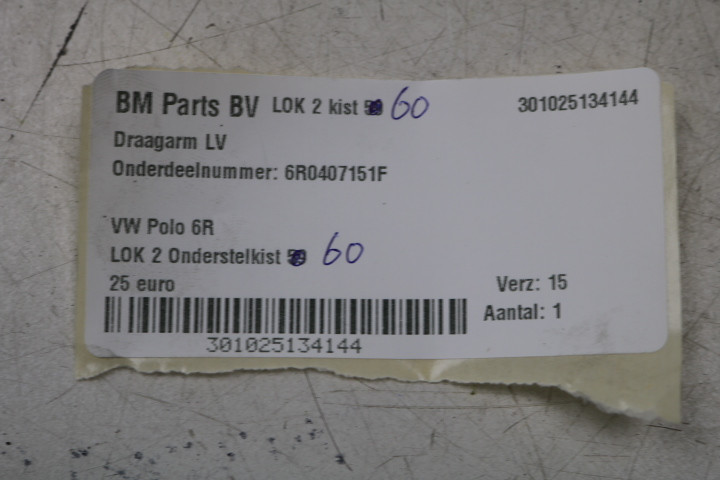 BM Parts BV LOK 2 kist 60 301025134144
Draagarm LV
Onderdeelnummer: 6R0407151F
VW Polo 6R
LOK 2 Onderstelkist 60
25 euro Verz: 15
Aantal: 1
301025134144